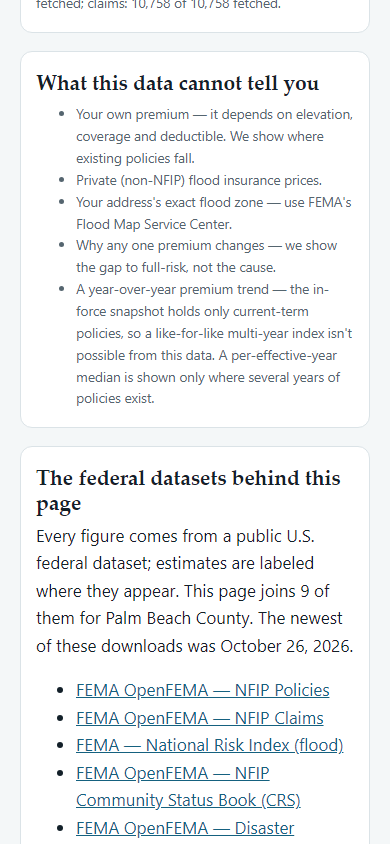 fetched; claims: 10,758 of 10,758 fetched.
What this data cannot tell you
Your own premium — it depends on elevation,
coverage and deductible. We show where
existing policies fall.
Private (non-NFIP) flood insurance prices.
Your address's exact flood zone — use FEMA's
Flood Map Service Center.
Why any one premium changes — we show
the gap to full-risk, not the cause.
A year-over-year premium trend — the in-
force snapshot holds only current-term
policies, so a like-for-like multi-year index isn't
possible from this data. A per-effective-year
median is shown only where several years of
policies exist.
The federal datasets behind this
page
Every figure comes from a public U.S.
federal dataset; estimates are labeled
where they appear. This page joins 9 of
them for Palm Beach County. The newest
of these downloads was October 26, 2026.
FEMA OpenFEMA — NFIP Policies
FEMA OpenFEMA — NFIP Claims
FEMA — National Risk Index (flood)
FEMA OpenFEMA — NFIP
Community Status Book (CRS)
FEMA OpenFEMA — Disaster